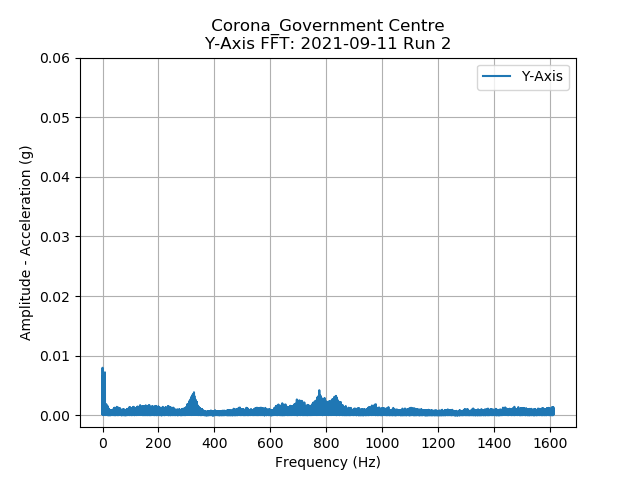 Corona_Government Centre
Y-Axis FFT: 2021-09-11 Run 2
Y-Axis
0.06
0.05
0.04
0.03
0.02
0.01
0.00
Amplitude - Acceleration (g)
0 200 400 600 800 1000 1200 1400 1600
Frequency (Hz)